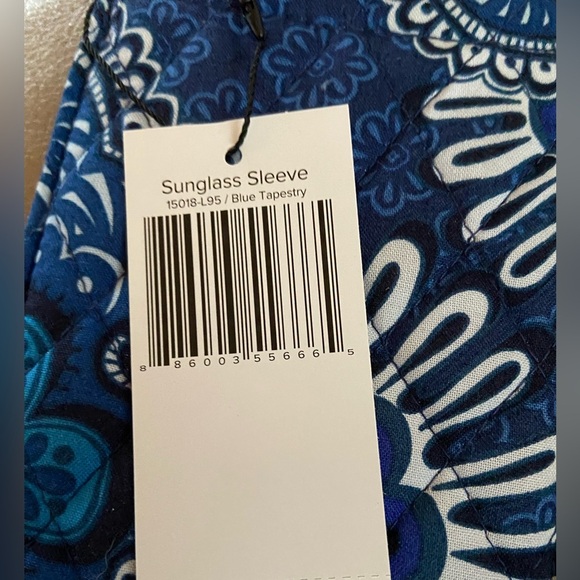 Sunglass Sleeve
15018-L95 / Blue Tapestry
8 86003 55666 5